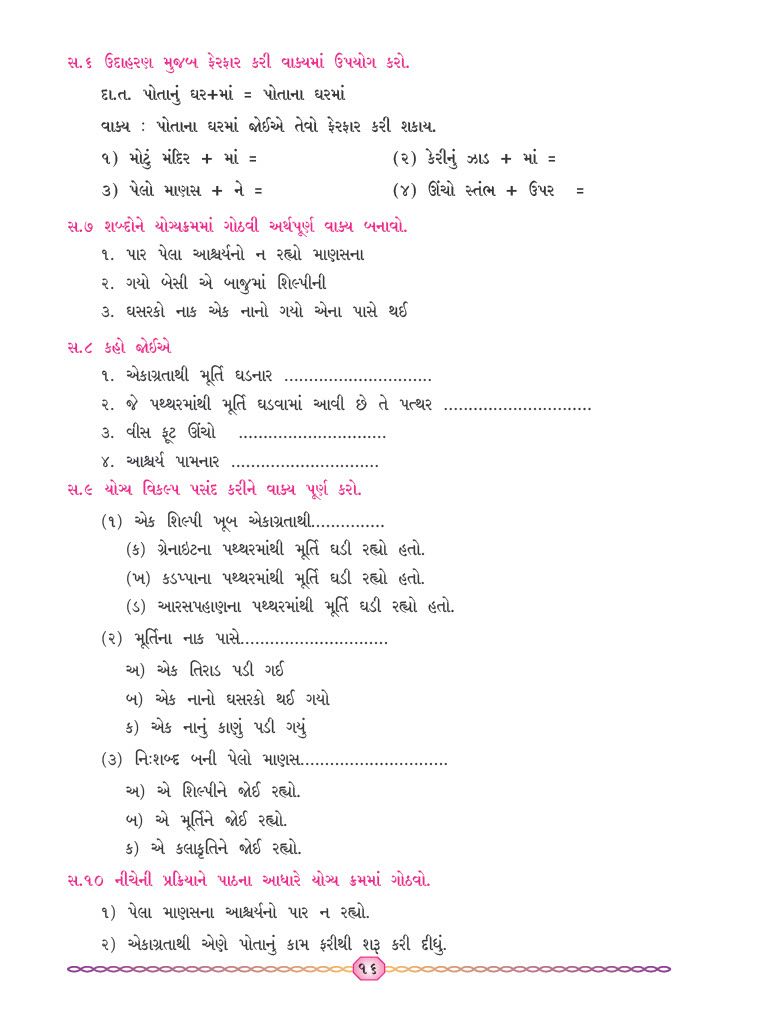 સ.૬ ઉદાહરણ મુજબ ફેરફાર કરી વાક્યમાં ઉપયોગ કરો.
દા.ત. પોતાનું ઘર+માં = પોતાના ઘરમાં
વાક્ય : પોતાના ઘરમાં જોઈએ તેવો ફેરફાર કરી શકાય.
૧) મોટું મંદિર + માં = (૨) કેરીનું ઝાડ + માં =
૩) પેલો માણસ + ને = (૪) ઊંચો સ્તંભ + ઉપર =
સ.૭ શબ્દોને યોગ્યક્રમમાં ગોઠવી અર્થપૂર્ણ વાક્ય બનાવો.
૧. પાર પેલા આશ્ચર્યનો ન રહ્યો માણસના
૨. ગયો બેસી એ બાજુમાં શિલ્પીની
૩. ઘસરકો નાક એક નાનો ગયો એના પાસે થઈ
સ.૮ કહો જોઈએ
૧. એકાગ્રતાથી મૂર્તિ ઘડનાર ..............................
૨. જે પથ્થરમાંથી મૂર્તિ ઘડવામાં આવી છે તે પત્થર ..............................
૩. વીસ ફૂટ ઊંચો ..............................
૪. આશ્ચર્ય પામનાર ..............................
સ.૯ યોગ્ય વિકલ્પ પસંદ કરીને વાક્ય પૂર્ણ કરો.
(૧) એક શિલ્પી ખૂબ એકાગ્રતાથી...............
(ક) ગ્રેનાઇટના પથ્થરમાંથી મૂર્તિ ઘડી રહ્યો હતો.
(ખ) કડપ્પાના પથ્થરમાંથી મૂર્તિ ઘડી રહ્યો હતો.
(ડ) આરસપહાણના પથ્થરમાંથી મૂર્તિ ઘડી રહ્યો હતો.
(૨) મૂર્તિના નાક પાસે..............................
અ) એક તિરાડ પડી ગઈ
બ) એક નાનો ઘસરકો થઈ ગયો
ક) એક નાનું કાણું પડી ગયું
(૩) નિઃશબ્દ બની પેલો માણસ..............................
અ) એ શિલ્પીને જોઈ રહ્યો.
બ) એ મૂર્તિને જોઈ રહ્યો.
ક) એ કલાકૃતિને જોઈ રહ્યો.
સ.૧૦ નીચેની પ્રક્રિયાને પાઠના આધારે યોગ્ય ક્રમમાં ગોઠવો.
૧) પેલા માણસના આશ્ચર્યનો પાર ન રહ્યો.
૨) એકાગ્રતાથી એણે પોતાનું કામ ફરીથી શરૂ કરી દીધું.
૧૬